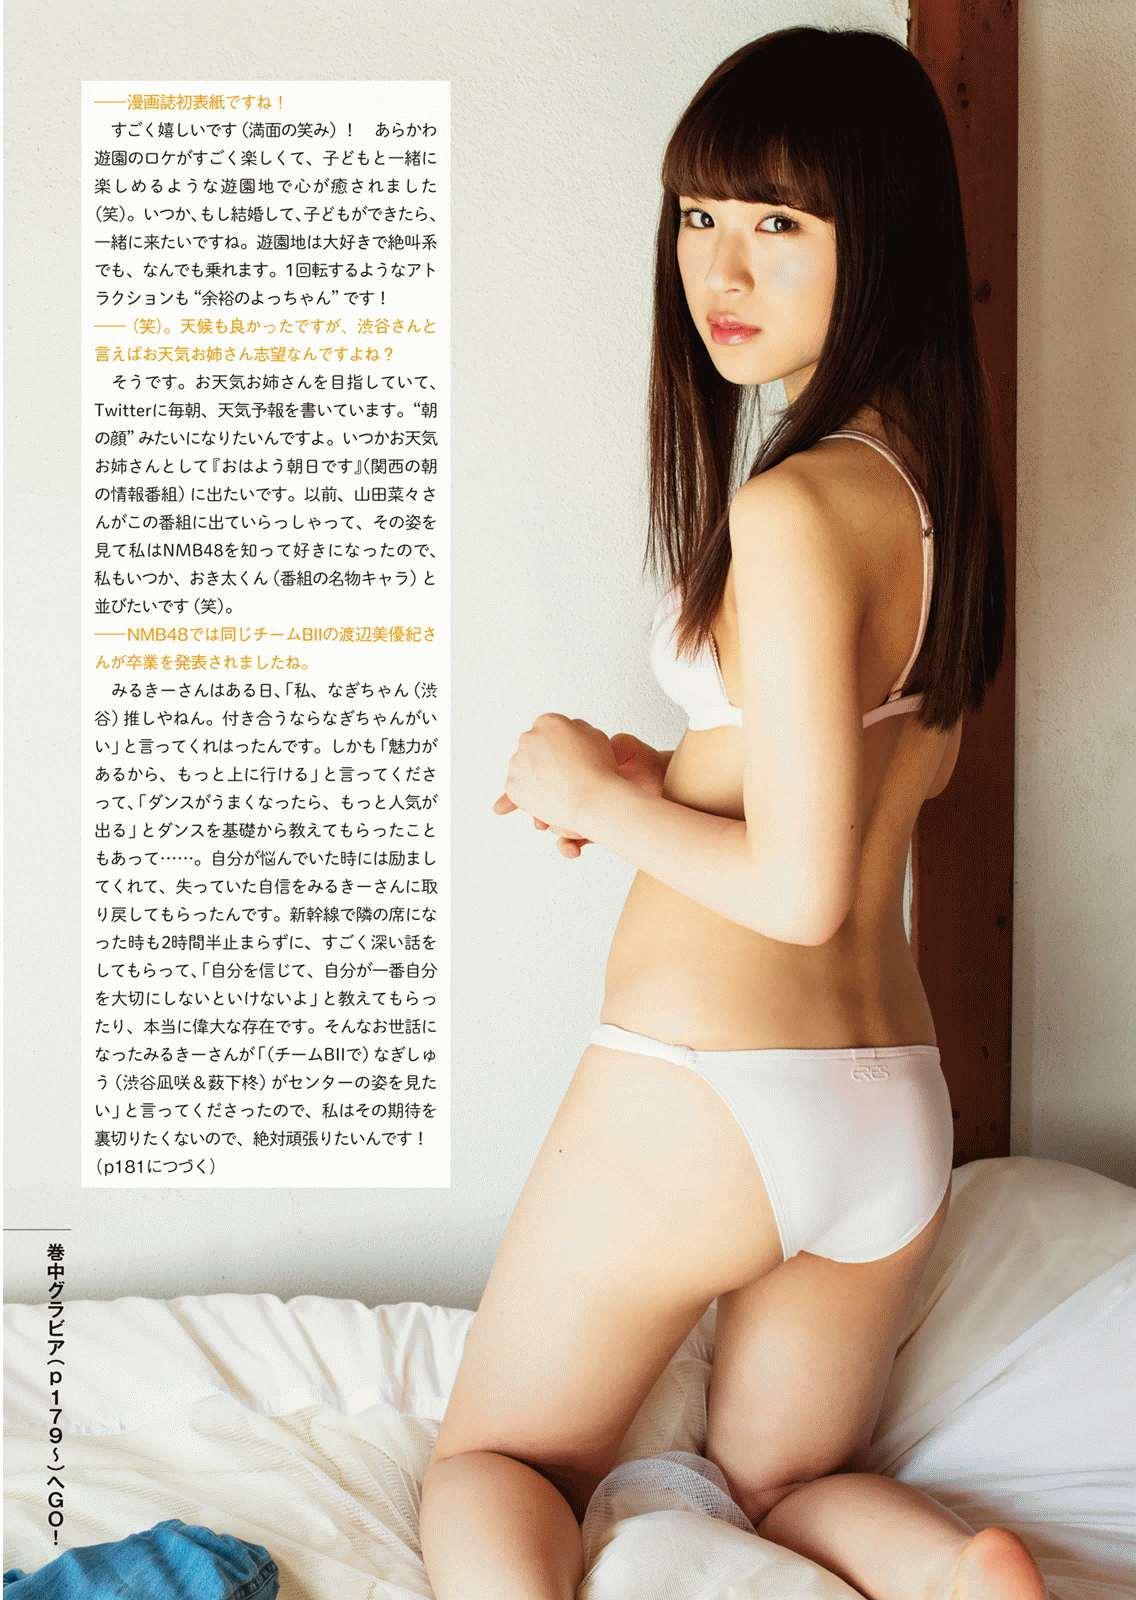 ——漫画誌初表紙ですね！
　すごく嬉しいです（満面の笑み）！　あらかわ
遊園のロケがすごく楽しくて、子どもと一緒に
楽しめるような遊園地で心が癒されました
（笑）。いつか、もし結婚して、子どもができたら、
一緒に来たいですね。遊園地は大好きで絶叫系
でも、なんでも乗れます。1回転するようなアト
ラクションも“余裕のよっちゃん”です！
——（笑）。天候も良かったですが、渋谷さんと
言えばお天気お姉さん志望なんですよね？
　そうです。お天気お姉さんを目指していて、
Twitterに毎朝、天気予報を書いています。“朝
の顔”みたいになりたいんですよ。いつかお天気
お姉さんとして『おはよう朝日です』（関西の朝
の情報番組）に出たいです。以前、山田菜々さ
んがこの番組に出ていらっしゃって、その姿を
見て私はNMB48を知って好きになったので、
私もいつか、おき太くん（番組の名物キャラ）と
並びたいです（笑）。
——NMB48では同じチームBIIの渡辺美優紀さ
んが卒業を発表されましたね。
　みるきーさんはある日、「私、なぎちゃん（渋
谷）推しやねん。付き合うならなぎちゃんがい
い」と言ってくれはったんです。しかも「魅力が
あるから、もっと上に行ける」と言ってくださ
って、「ダンスがうまくなったら、もっと人気が
出る」とダンスを基礎から教えてもらったこと
もあって……。自分が悩んでいた時には励まし
てくれて、失っていた自信をみるきーさんに取
り戻してもらったんです。新幹線で隣の席にな
った時も2時間半止まらずに、すごく深い話を
してもらって、「自分を信じて、自分が一番自分
を大切にしないといけないよ」と教えてもらっ
たり、本当に偉大な存在です。そんなお世話に
なったみるきーさんが「（チームBIIで）なぎしゅ
う（渋谷凪咲＆薮下柊）がセンターの姿を見た
い」と言ってくださったので、私はその期待を
裏切りたくないので、絶対頑張りたいんです！
（p181につづく）
巻中グラビア（p179〜）へGO！
ERES